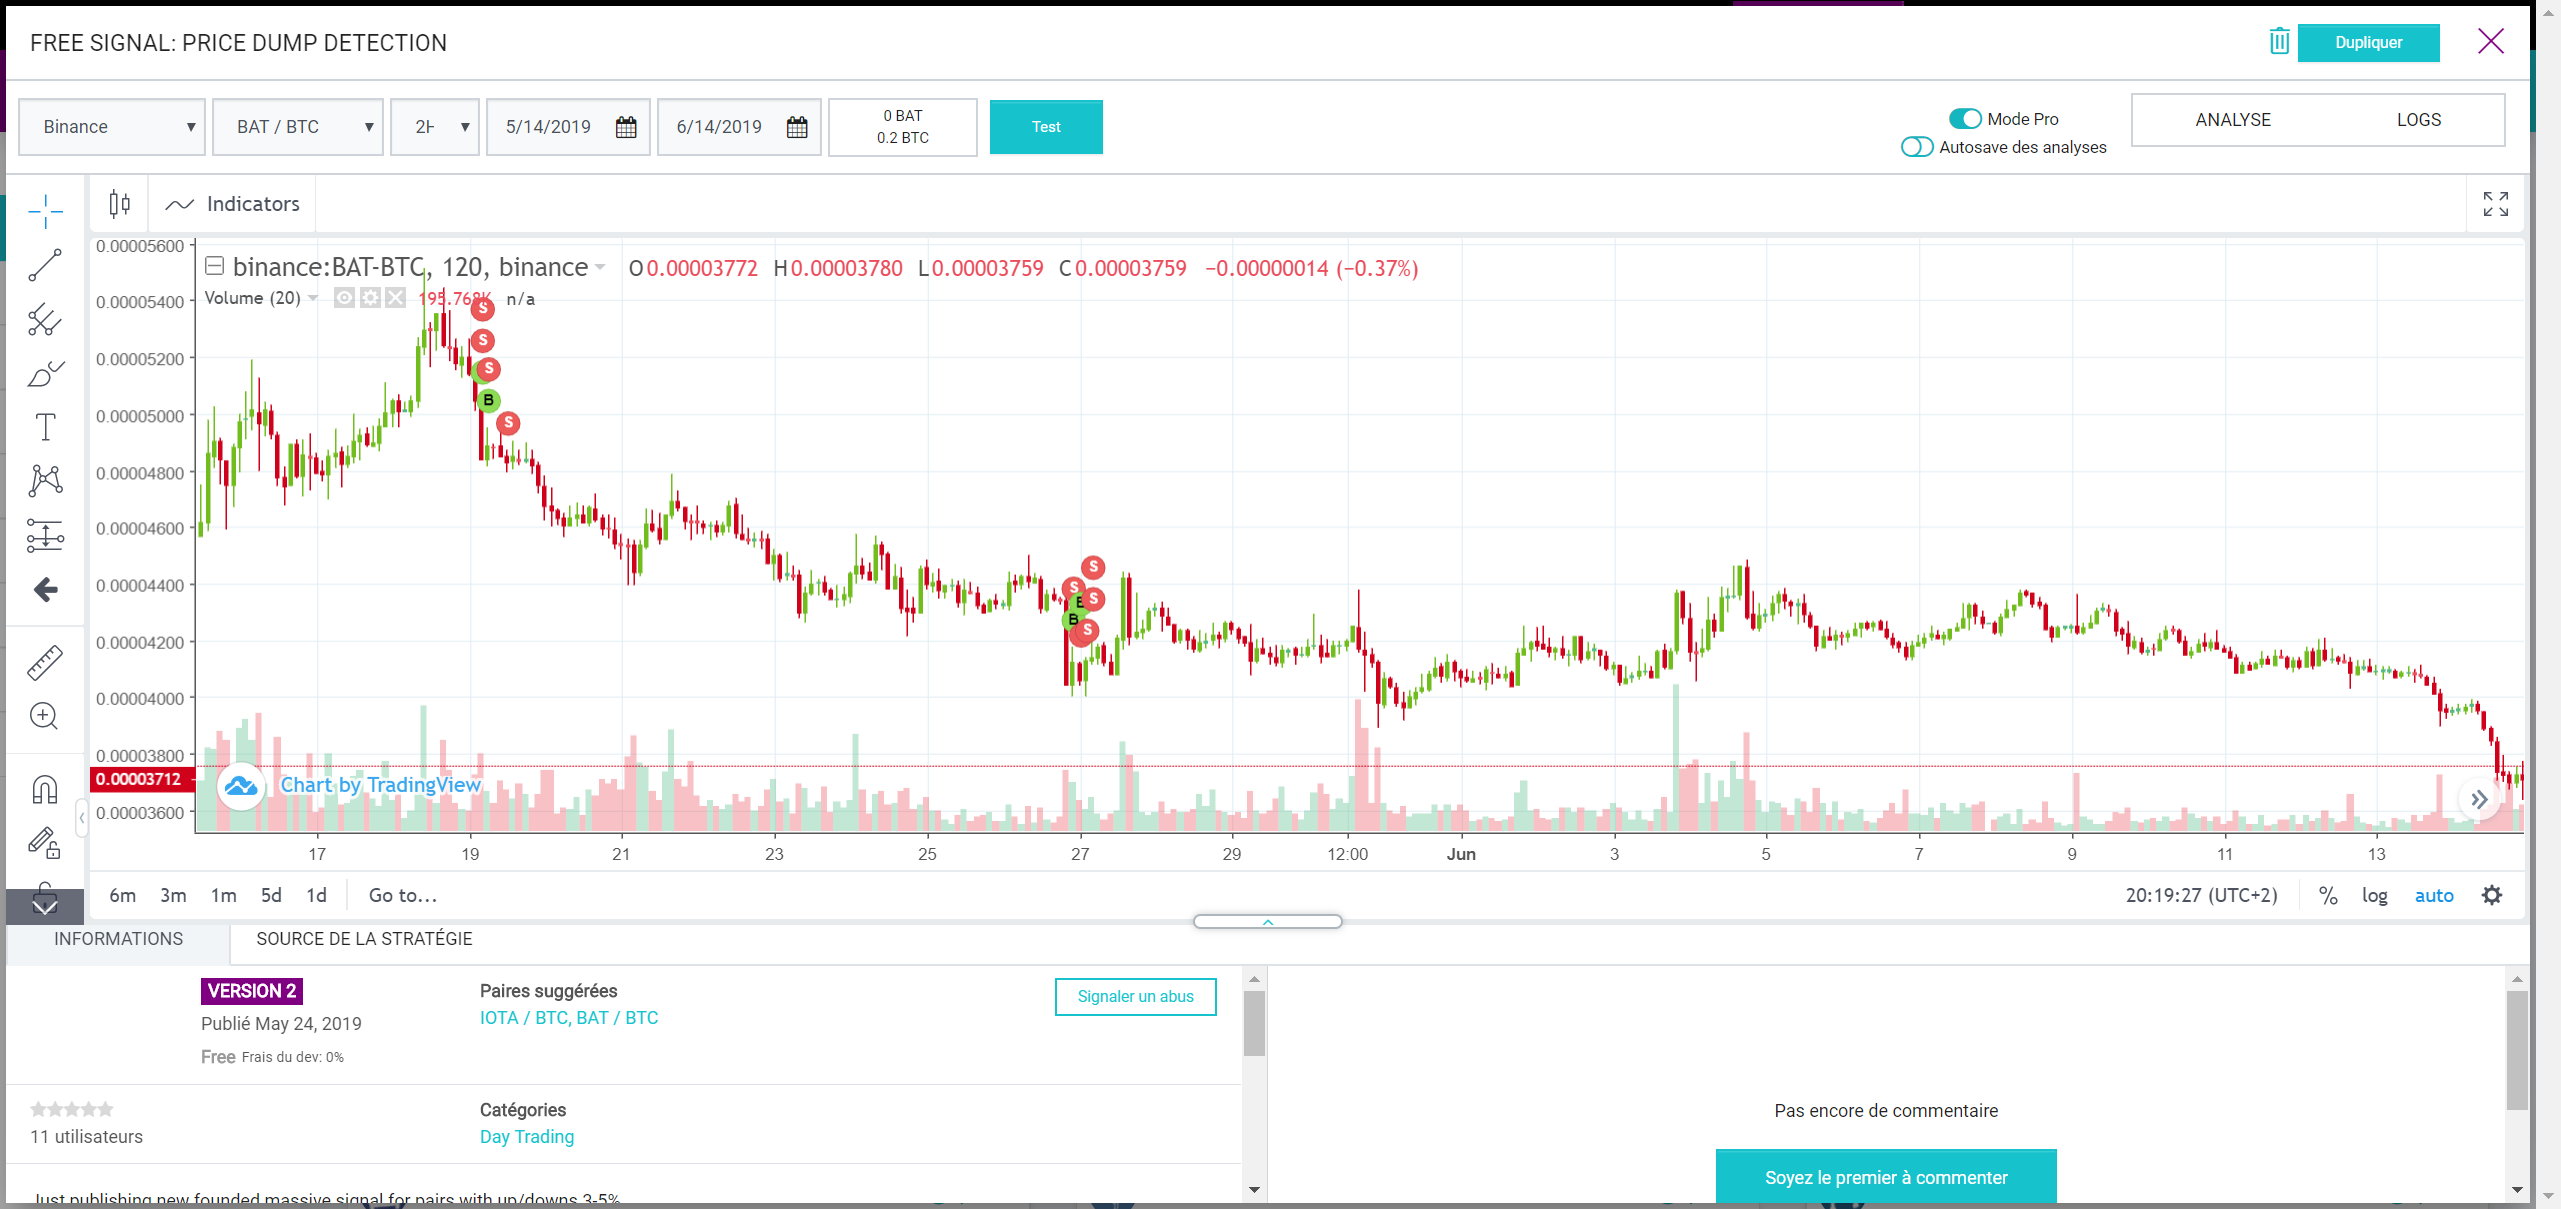 FREE SIGNAL: PRICE DUMP DETECTION
Dupliquer
Binance
BAT / BTC
2H
5/14/2019
6/14/2019
0 BAT
0.2 BTC
Test
Mode Pro
Autosave des analyses
ANALYSE
LOGS
Indicators
binance:BAT-BTC, 120, binance
O0.00003772 H0.00003780 L0.00003759 C0.00003759 −0.00000014 (−0.37%)
Volume (20) 195.768K n/a
0.00005600
0.00005400
0.00005200
0.00005000
0.00004800
0.00004600
0.00004400
0.00004200
0.00004000
0.00003800
0.00003712
0.00003600
S
S
S
B
S
S
S
B
S
B
S
Chart by TradingView
17 19 21 23 25 27 29 12:00 Jun 3 5 7 9 11 13
6m 3m 1m 5d 1d Go to...
20:19:27 (UTC+2) % log auto
INFORMATIONS
SOURCE DE LA STRATÉGIE
VERSION 2
Publié May 24, 2019
Free Frais du dev: 0%
Paires suggérées
IOTA / BTC, BAT / BTC
Signaler un abus
11 utilisateurs
Catégories
Day Trading
Just publishing new founded massive signal for pairs with up/downs 3-5%
Pas encore de commentaire
Soyez le premier à commenter